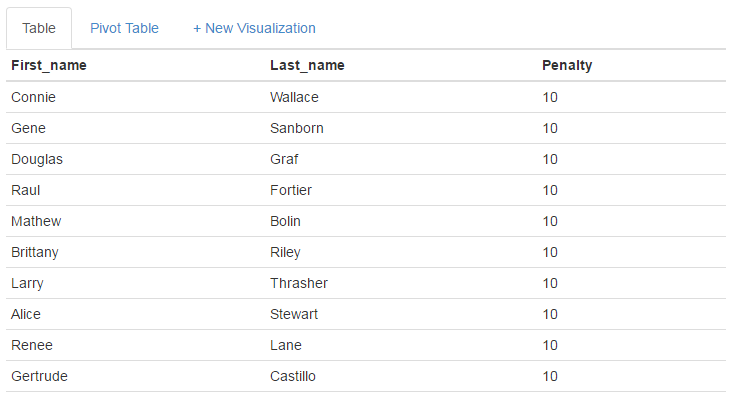 Table Pivot Table + New Visualization
First_name Last_name Penalty
Connie Wallace 10
Gene Sanborn 10
Douglas Graf 10
Raul Fortier 10
Mathew Bolin 10
Brittany Riley 10
Larry Thrasher 10
Alice Stewart 10
Renee Lane 10
Gertrude Castillo 10